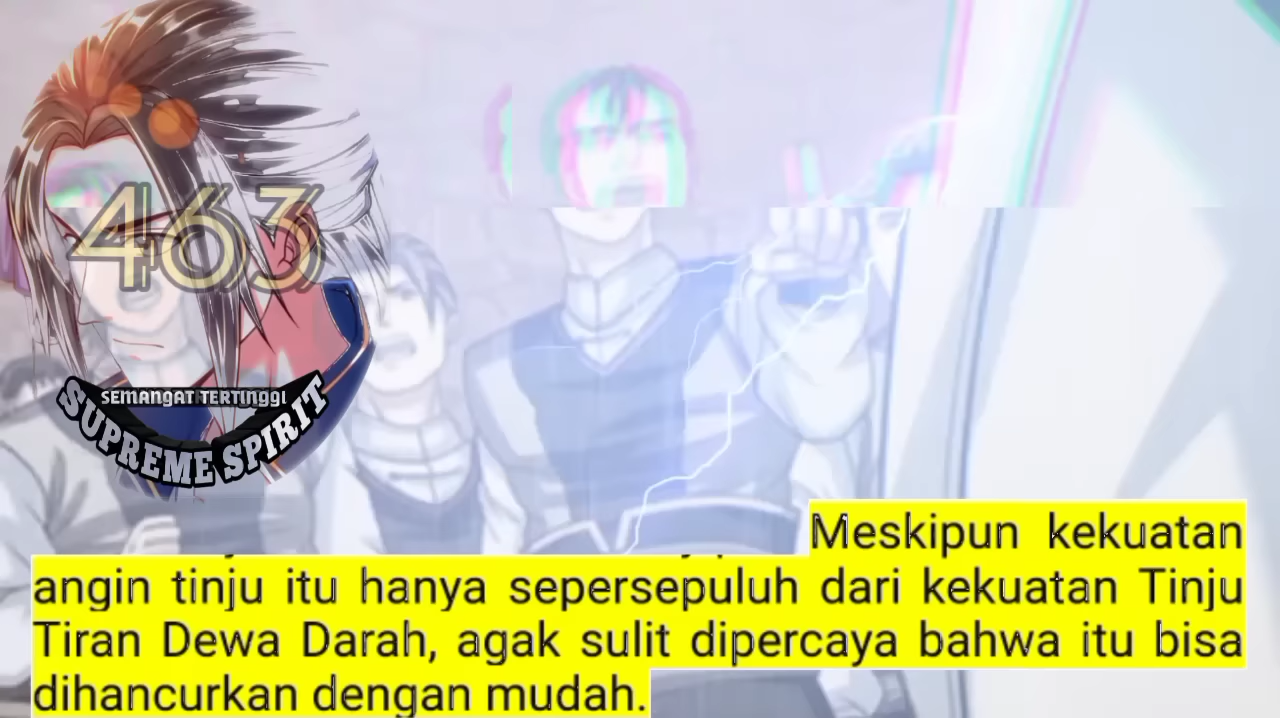 463
SEMANGAT TERTINGGI
SUPREME SPIRIT
Meskipun kekuatan
angin tinju itu hanya sepersepuluh dari kekuatan Tinju
Tiran Dewa Darah, agak sulit dipercaya bahwa itu bisa
dihancurkan dengan mudah.